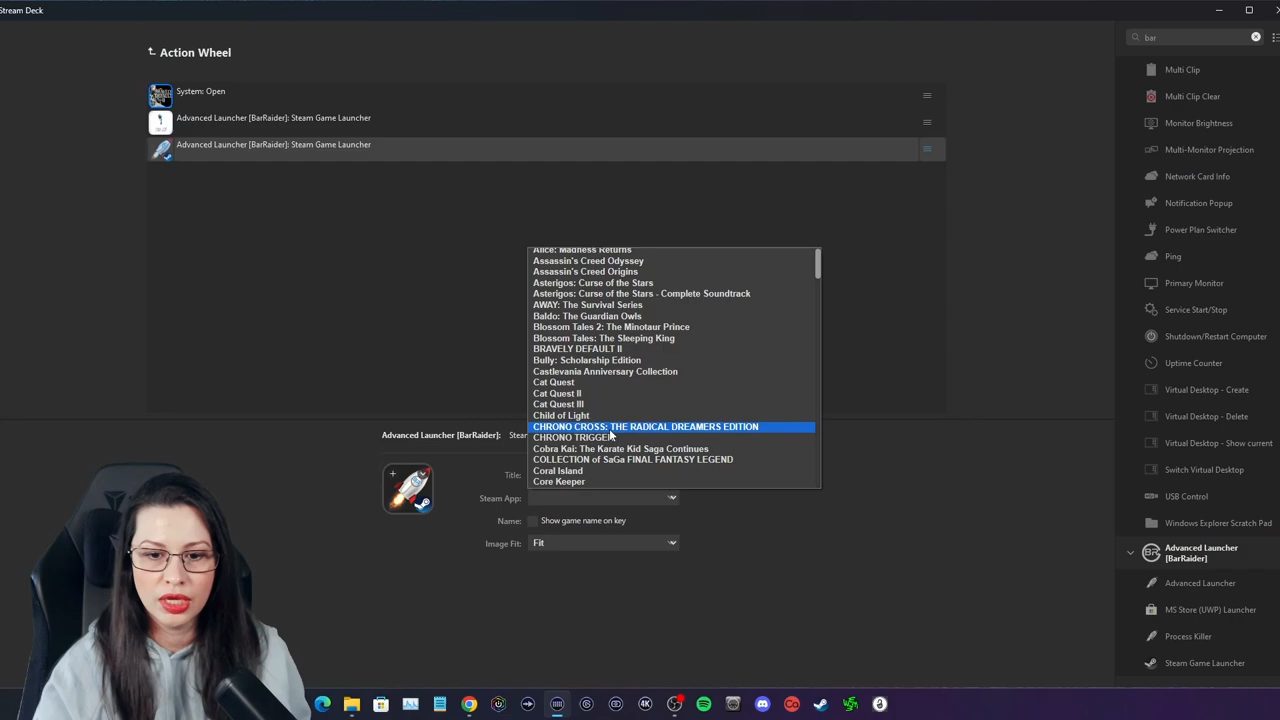 Stream Deck
bar
Action Wheel
System: Open
Advanced Launcher [BarRaider]: Steam Game Launcher
Advanced Launcher [BarRaider]: Steam Game Launcher
Alice: Madness Returns
Assassin's Creed Odyssey
Assassin's Creed Origins
Asterigos: Curse of the Stars
Asterigos: Curse of the Stars - Complete Soundtrack
AWAY: The Survival Series
Baldo: The Guardian Owls
Blossom Tales 2: The Minotaur Prince
Blossom Tales: The Sleeping King
BRAVELY DEFAULT II
Bully: Scholarship Edition
Castlevania Anniversary Collection
Cat Quest
Cat Quest II
Cat Quest III
Child of Light
CHRONO CROSS: THE RADICAL DREAMERS EDITION
CHRONO TRIGGER
Cobra Kai: The Karate Kid Saga Continues
COLLECTION of SaGa FINAL FANTASY LEGEND
Coral Island
Core Keeper
Advanced Launcher [BarRaider]: Stea
Title:
Steam App:
Name: Show game name on key
Image Fit: Fit
Multi Clip
Multi Clip Clear
Monitor Brightness
Multi-Monitor Projection
Network Card Info
Notification Popup
Power Plan Switcher
Ping
Primary Monitor
Service Start/Stop
Shutdown/Restart Computer
Uptime Counter
Virtual Desktop - Create
Virtual Desktop - Delete
Virtual Desktop - Show current
Switch Virtual Desktop
USB Control
Windows Explorer Scratch Pad
BR Advanced Launcher
[BarRaider]
Advanced Launcher
MS Store (UWP) Launcher
Process Killer
Steam Game Launcher
4K